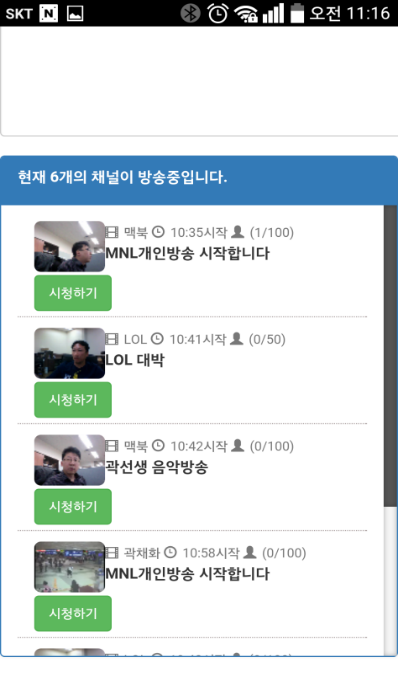 SKT N 오전 11:16
현재 6개의 채널이 방송중입니다.
맥북 10:35시작 (1/100)
MNL개인방송 시작합니다
시청하기
LOL 10:41시작 (0/50)
LOL 대박
시청하기
맥북 10:42시작 (0/100)
곽선생 음악방송
시청하기
곽채화 10:58시작 (0/100)
MNL개인방송 시작합니다
시청하기